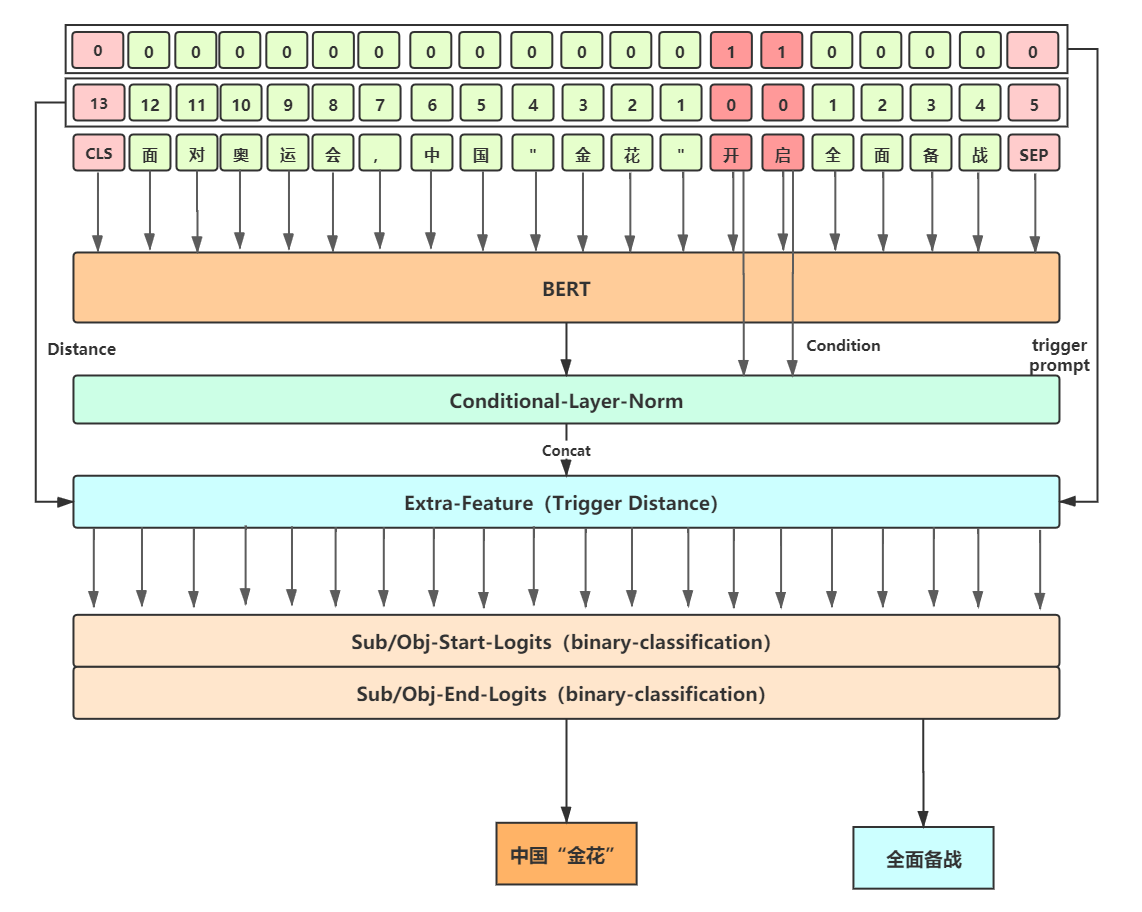 0 0 0 0 0 0 0 0 0 0 0 0 0 1 1 0 0 0 0 0
13 12 11 10 9 8 7 6 5 4 3 2 1 0 0 1 2 3 4 5
CLS 面 对 奥 运 会 , 中 国 " 金 花 " 开 启 全 面 备 战 SEP
BERT
Distance
Condition
trigger
prompt
Conditional-Layer-Norm
Concat
Extra-Feature（Trigger Distance）
Sub/Obj-Start-Logits（binary-classification）
Sub/Obj-End-Logits（binary-classification）
中国“金花”
全面备战